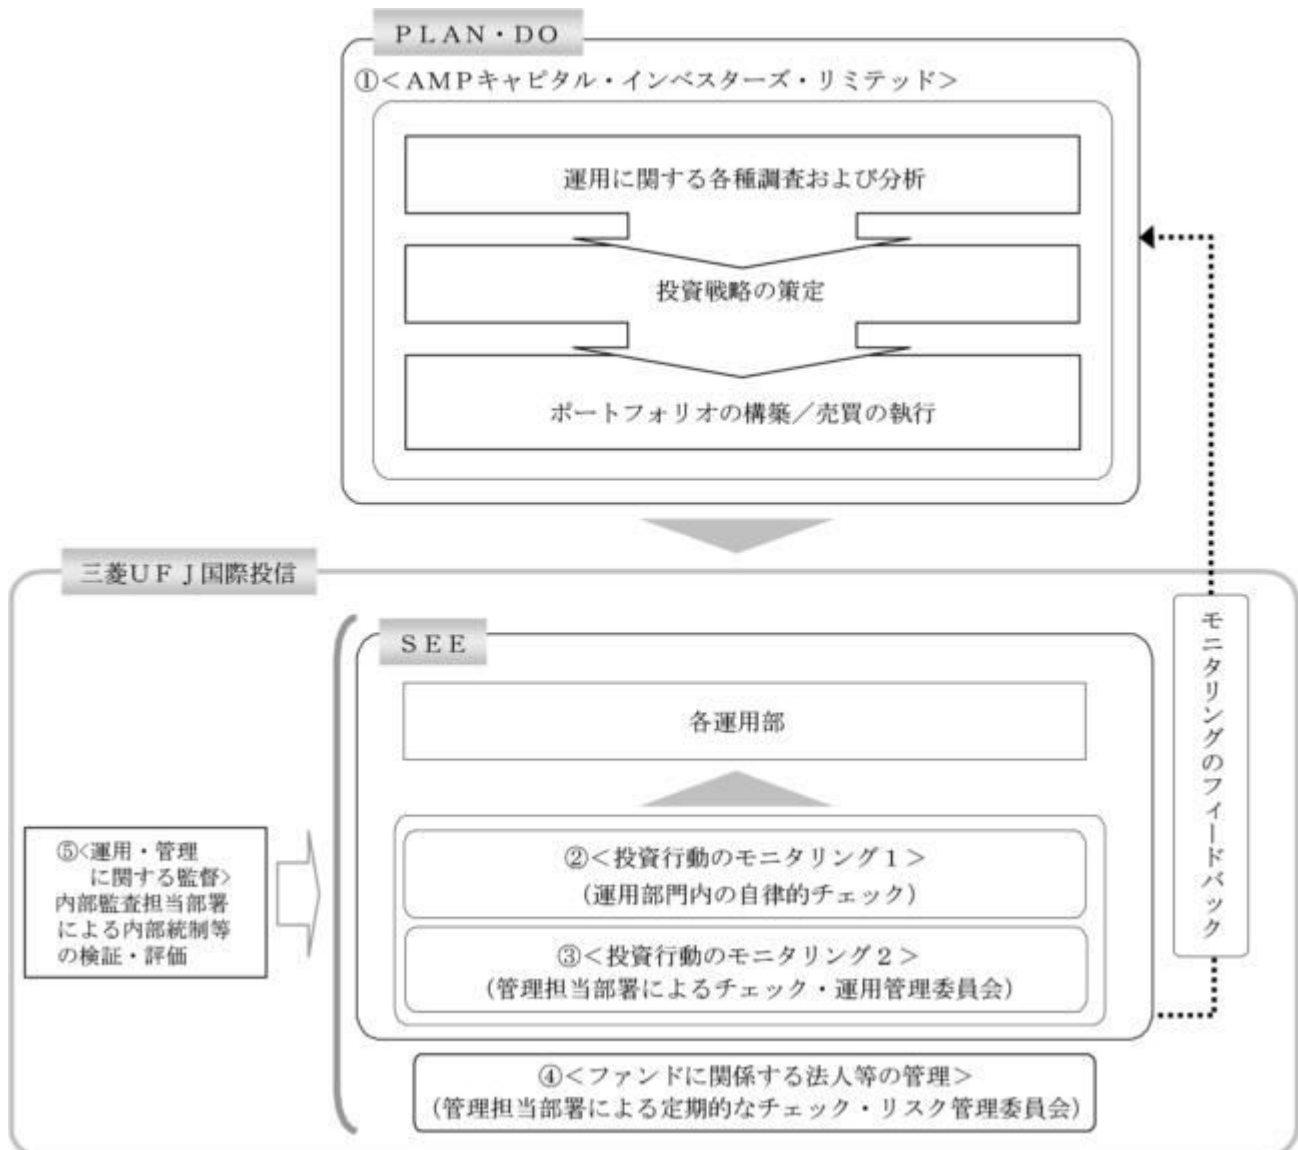 ＰＬＡＮ・ＤＯ
①＜ＡＭＰキャピタル・インベスターズ・リミテッド＞
運用に関する各種調査および分析
投資戦略の策定
ポートフォリオの構築／売買の執行
三菱ＵＦＪ国際投信
ＳＥＥ
各運用部
②＜投資行動のモニタリング１＞
（運用部門内の自律的チェック）
③＜投資行動のモニタリング２＞
（管理担当部署によるチェック・運用管理委員会）
④＜ファンドに関係する法人等の管理＞
（管理担当部署による定期的なチェック・リスク管理委員会）
⑤<運用・管理
に関する監督>
内部監査担当部署
による内部統制等
の検証・評価
モニタリングのフィードバック